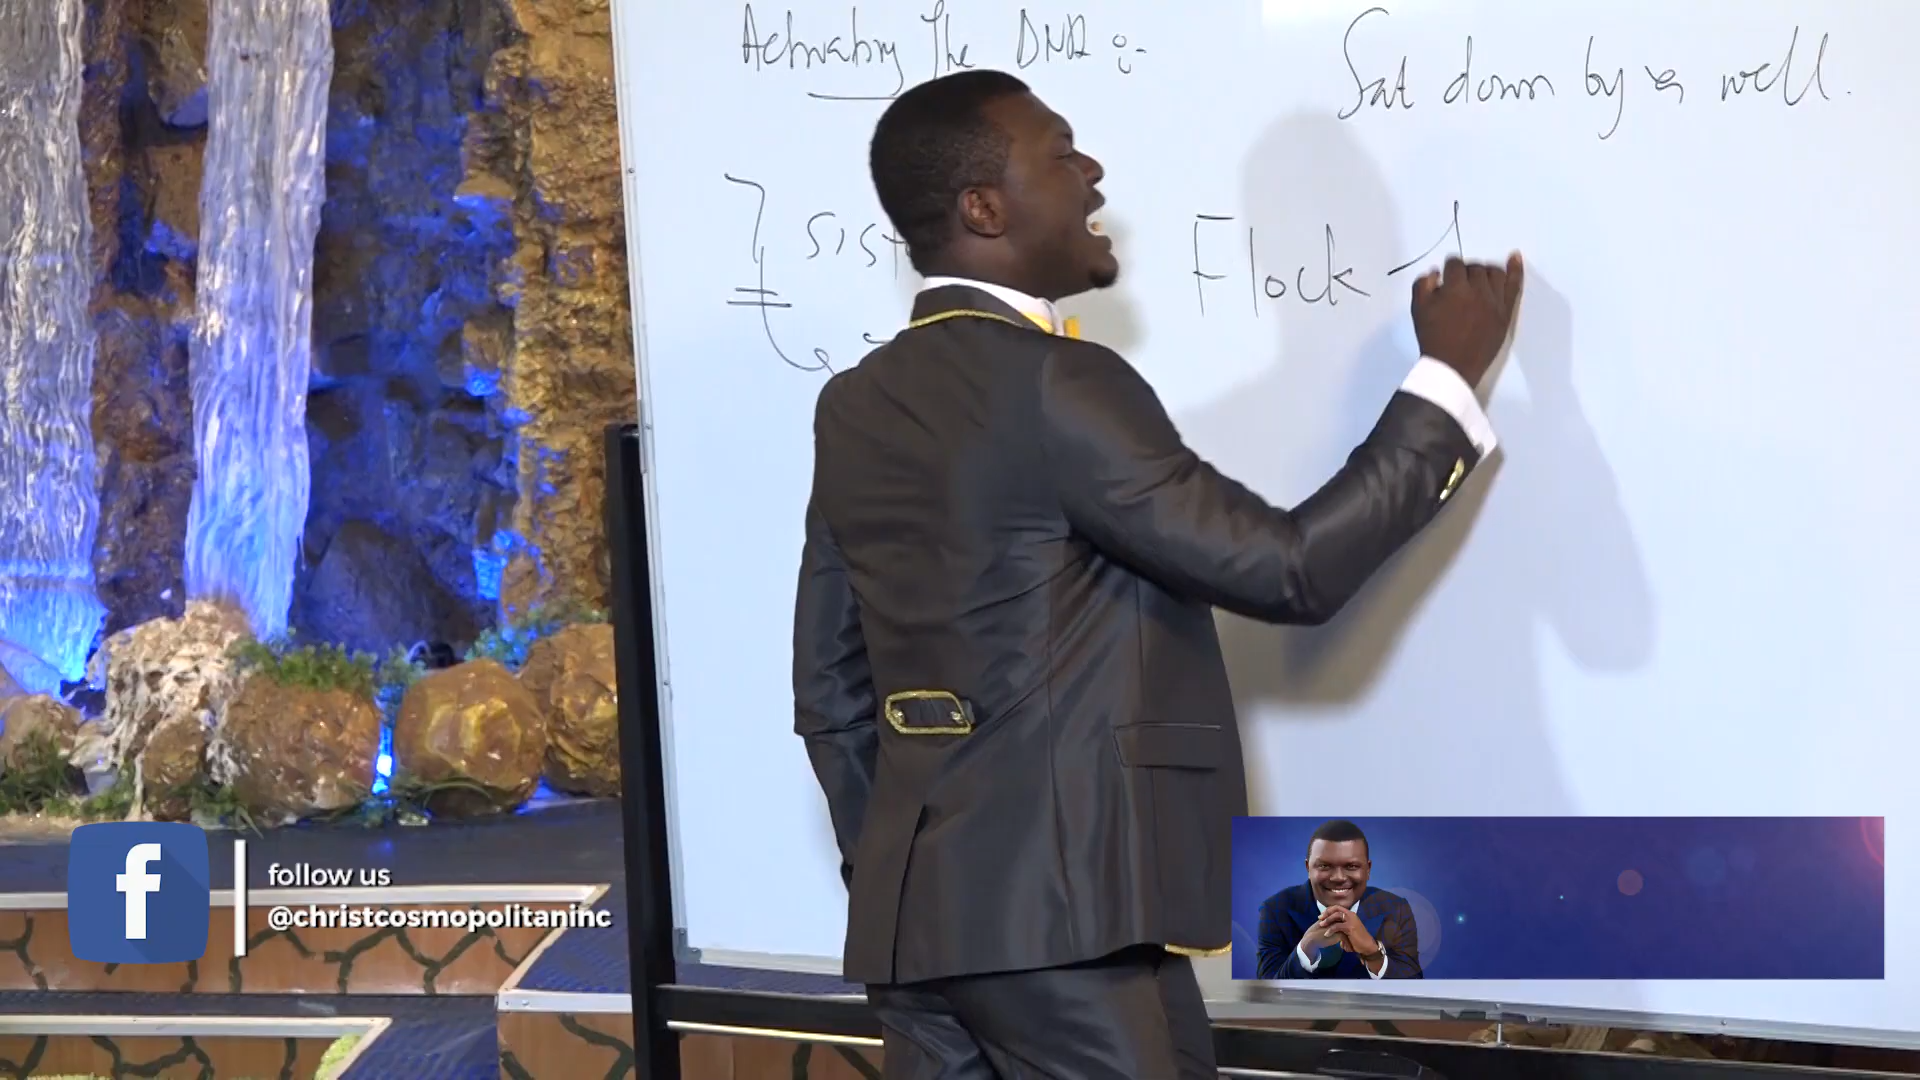 Activating The DNA :-
Sat down by a well.
7 sist
Flock -
f
follow us
@christcosmopolitaninc